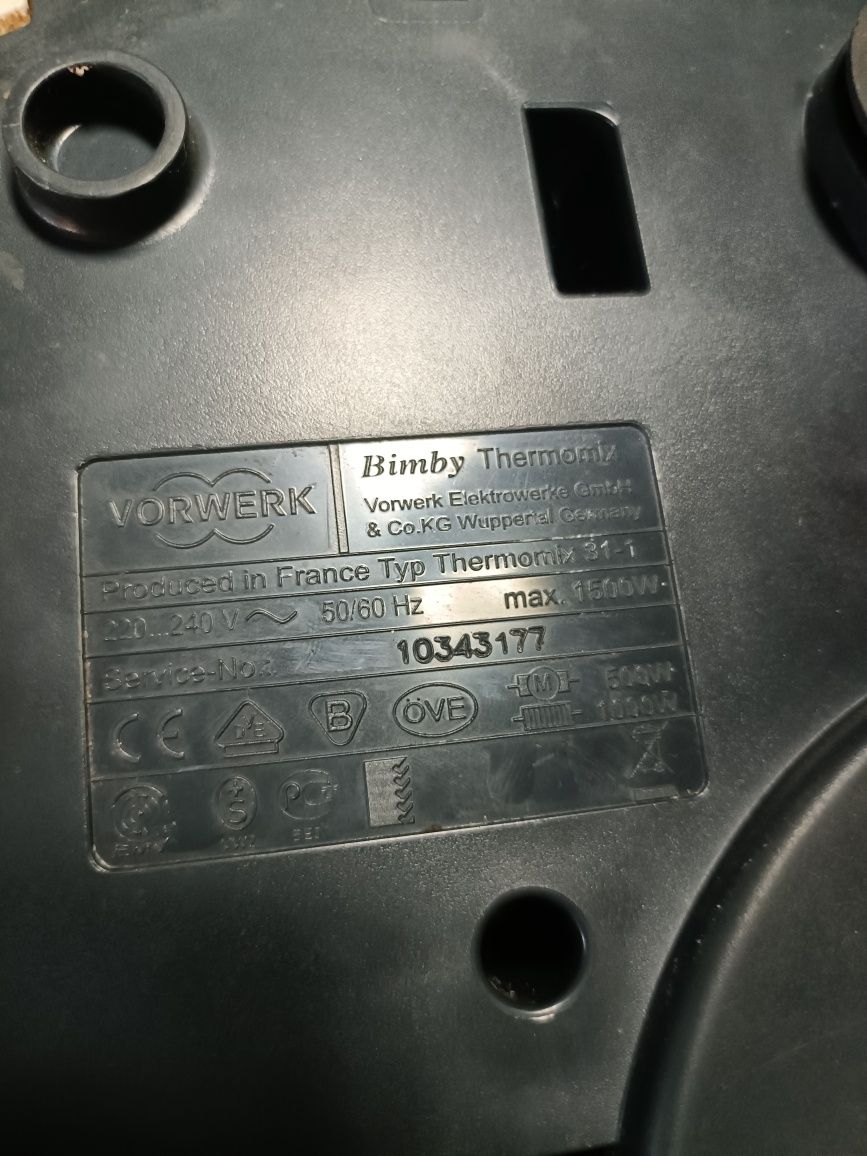 VORWERK
Bimby Thermomix
Vorwerk Elektrowerke GmbH
& Co.KG Wuppertal Germany
Produced in France Typ Thermomix 31-1
220...240 V ~ 50/60 Hz max. 1500W
Service-No.: 10343177
CE DVE B ÖVE M 500W
1000W
+S